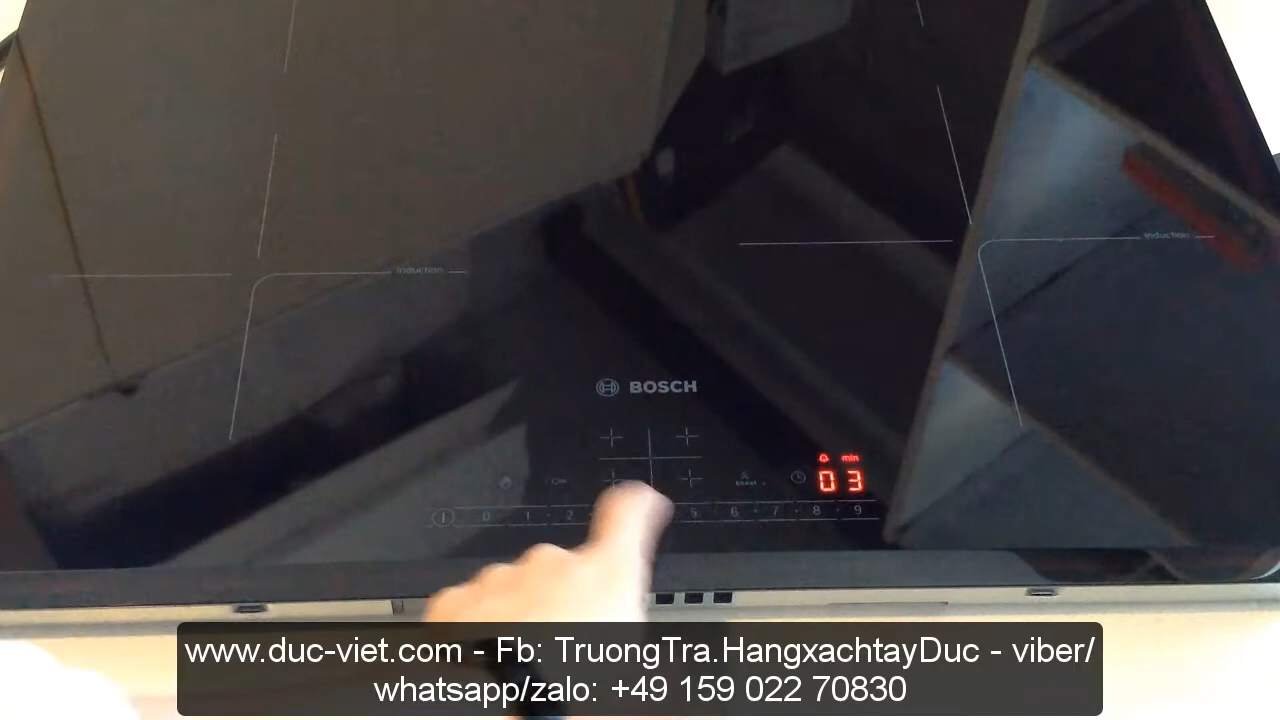 Induction
Induction
BOSCH
min
boost
03
0 1 2 5 6 7 8 9
www.duc-viet.com - Fb: TruongTra.HangxachtayDuc - viber/
whatsapp/zalo: +49 159 022 70830